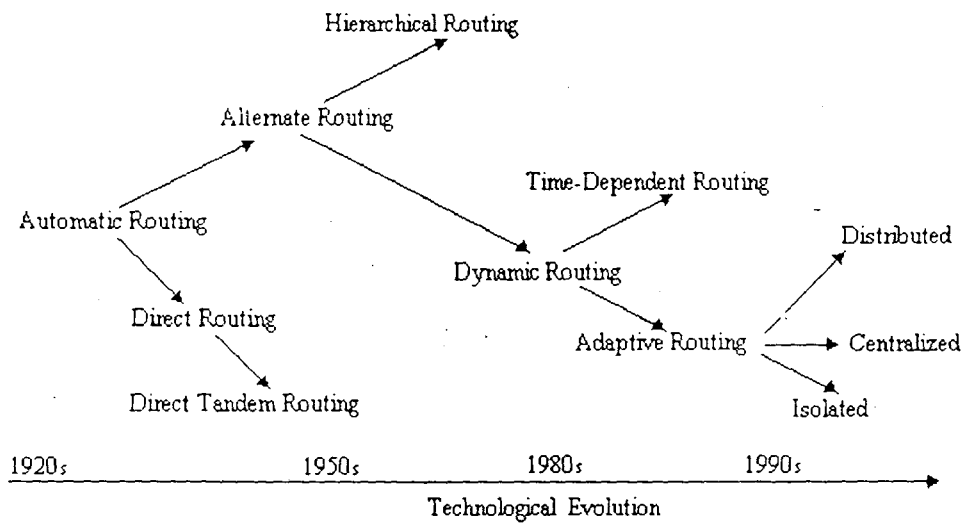 Hierarchical Routing
Alternate Routing
Time-Dependent Routing
Automatic Routing
Distributed
Dynamic Routing
Direct Routing
Adaptive Routing
Centralized
Direct Tandem Routing
Isolated
1920s 1950s 1980s 1990s
Technological Evolution